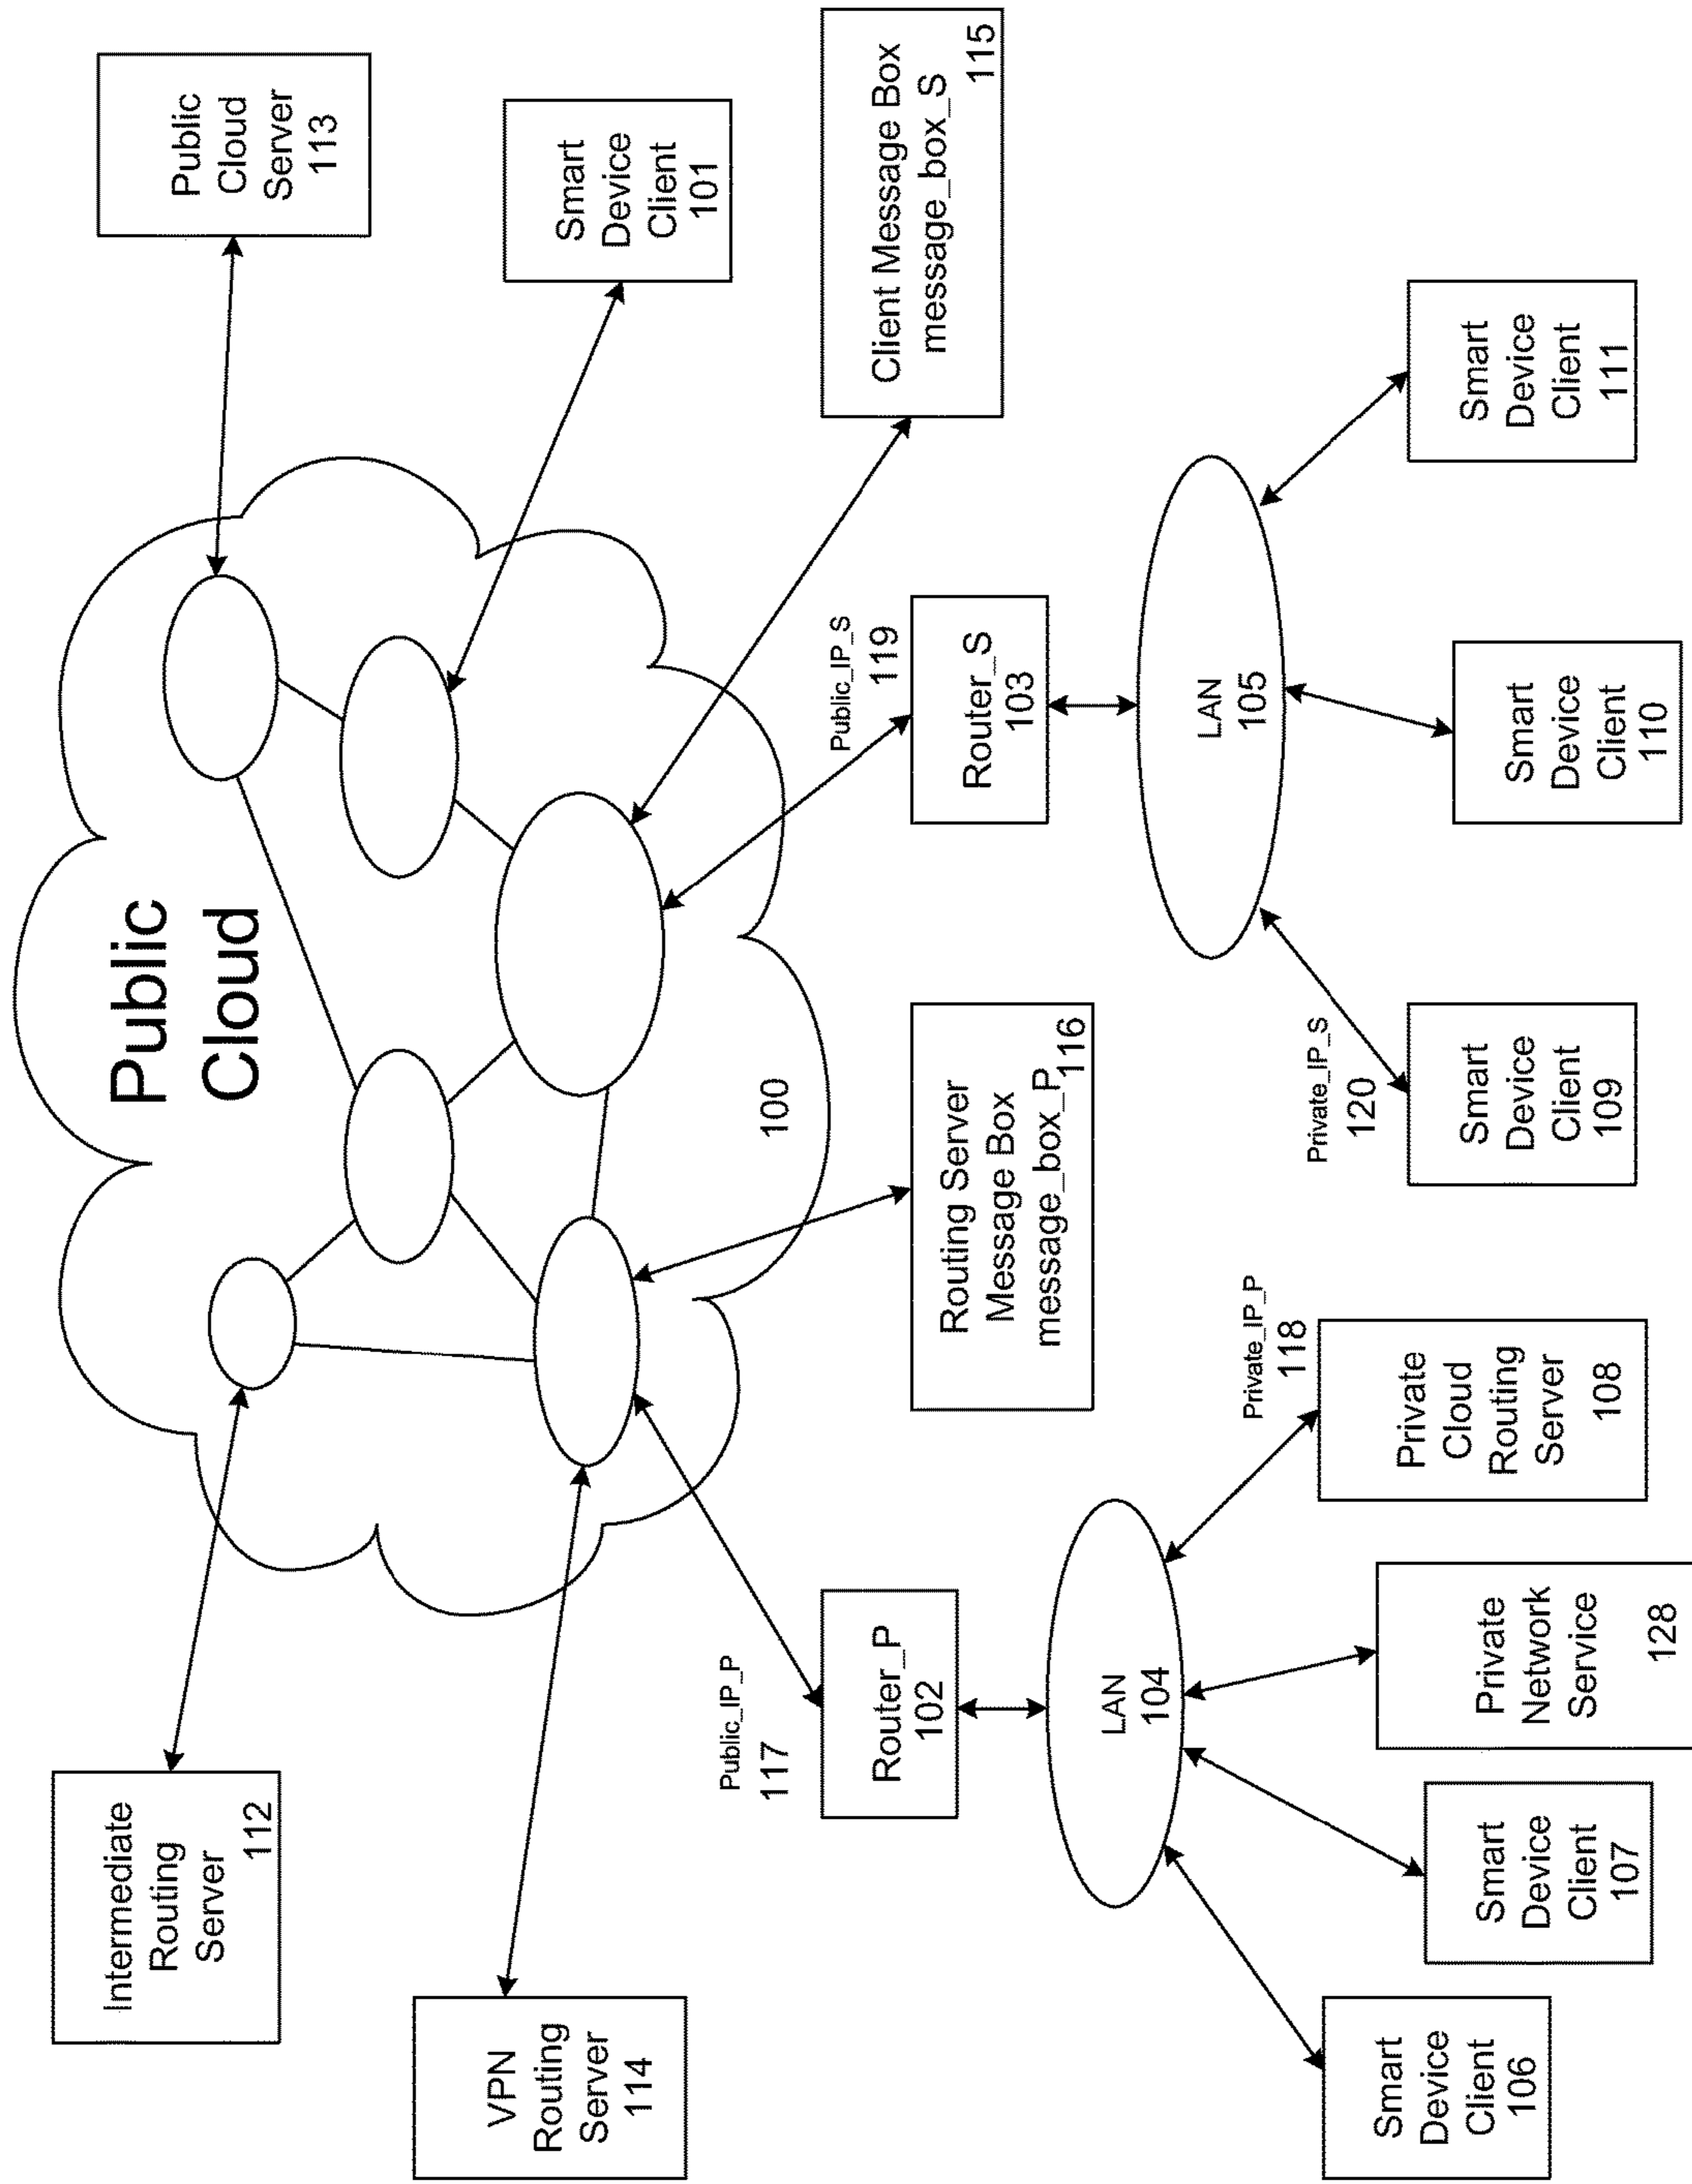 Public
Cloud
100
Intermediate
Routing
Server
112
VPN
Routing
Server
114
Public
Cloud
Server
113
Smart
Device
Client
101
Client Message Box
message_box_S
115
Routing Server
Message Box
message_box_P
116
Public_IP_P
117
Router_P
102
LAN
104
Public_IP_S
119
Router_S
103
LAN
105
Smart
Device
Client
106
Smart
Device
Client
107
Private
Network
Service
128
Private_IP_P
118
Private
Cloud
Routing
Server
108
Private_IP_S
120
Smart
Device
Client
109
Smart
Device
Client
110
Smart
Device
Client
111